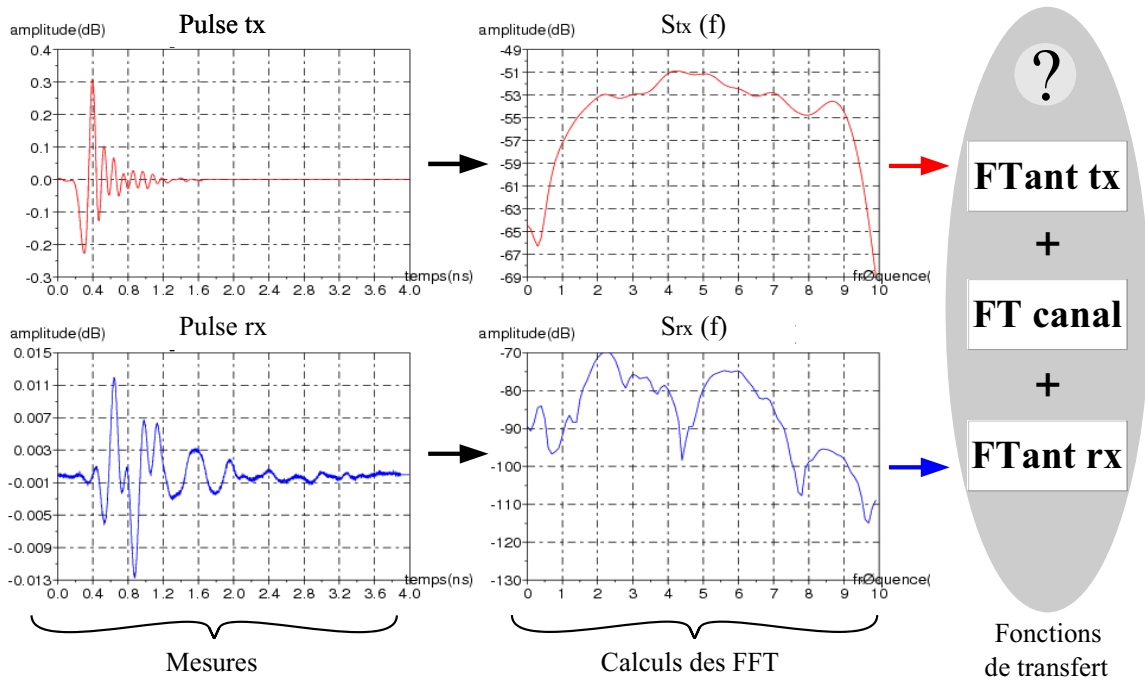 Pulse tx
amplitude(dB)
0.4
0.3
0.2
0.1
0.0
-0.1
-0.2
-0.3
temps(ns)
0.0 0.4 0.8 1.2 1.6 2.0 2.4 2.8 3.2 3.6 4.0
Stx (f)
amplitude(dB)
-49
-51
-53
-55
-57
-59
-61
-63
-65
-67
-69
frØquence(
0 1 2 3 4 5 6 7 8 9 10
Pulse rx
amplitude(dB)
0.015
0.011
0.007
0.003
-0.001
-0.005
-0.009
-0.013
temps(ns)
0.0 0.4 0.8 1.2 1.6 2.0 2.4 2.8 3.2 3.6 4.0
Srx (f)
amplitude(dB)
-70
-80
-90
-100
-110
-120
-130
frØquence(
0 1 2 3 4 5 6 7 8 9 10
Mesures
Calculs des FFT
?
FTant tx
+
FT canal
+
FTant rx
Fonctions
de transfert